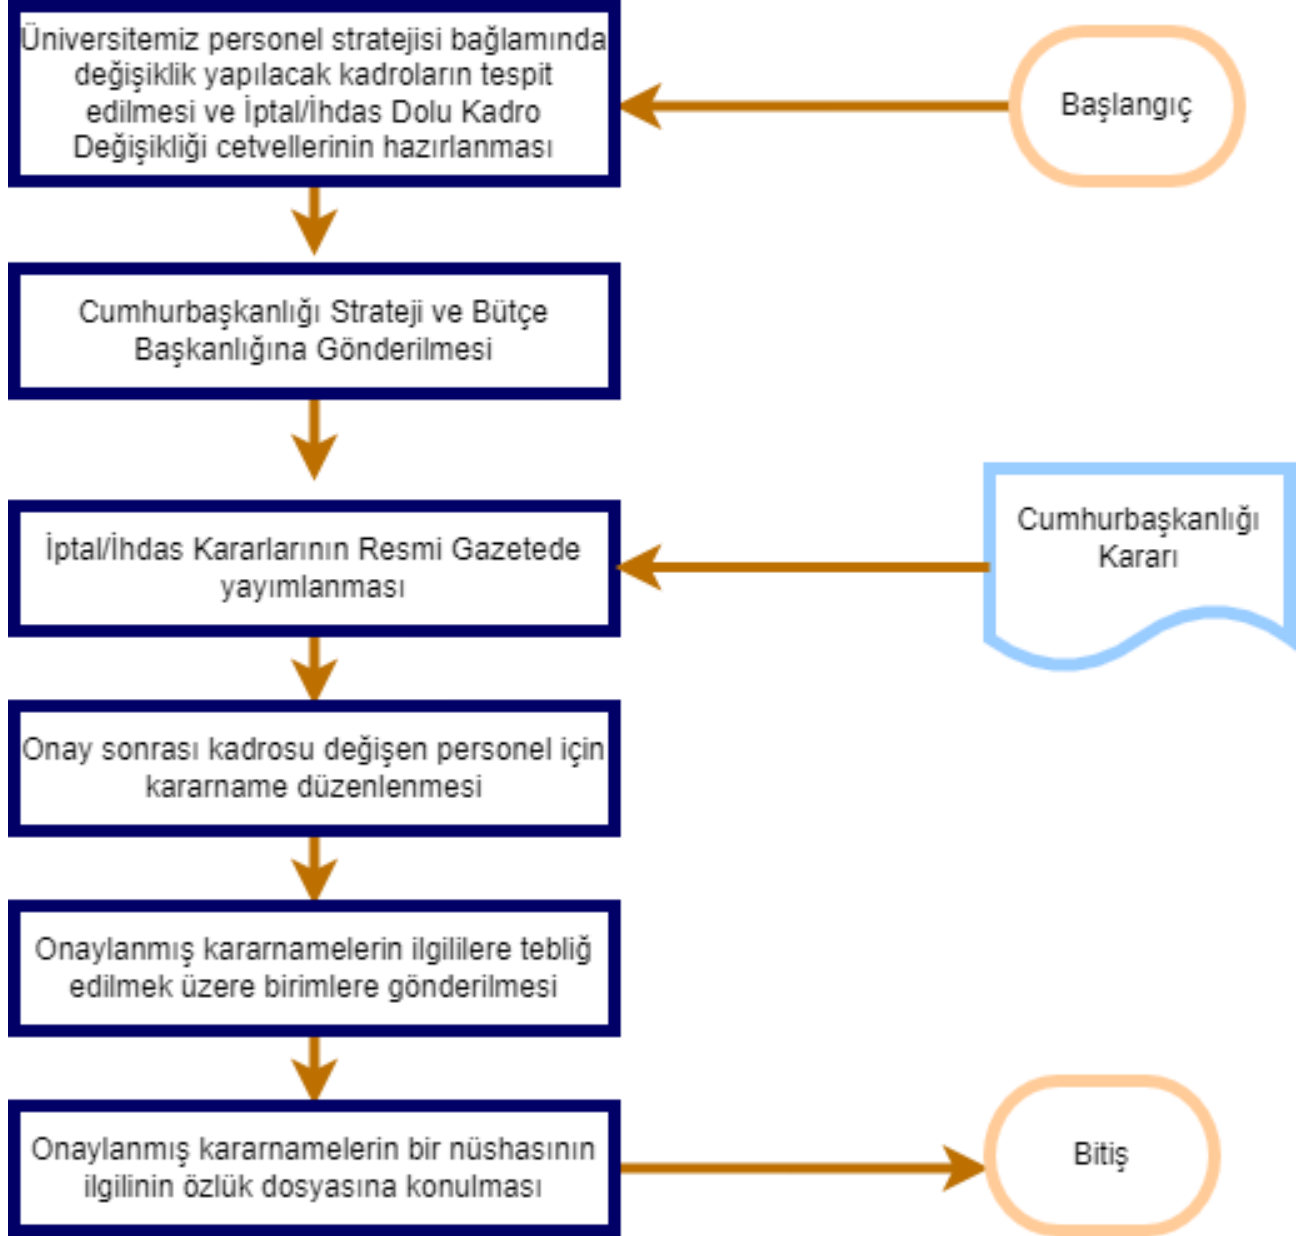 Üniversitemiz personel stratejisi bağlamında
değişiklik yapılacak kadroların tespit
edilmesi ve İptal/İhdas Dolu Kadro
Değişikliği cetvellerinin hazırlanması
Başlangıç
Cumhurbaşkanlığı Strateji ve Bütçe
Başkanlığına Gönderilmesi
İptal/İhdas Kararlarının Resmi Gazetede
yayımlanması
Cumhurbaşkanlığı
Kararı
Onay sonrası kadrosu değişen personel için
kararname düzenlenmesi
Onaylanmış kararnamelerin ilgililere tebliğ
edilmek üzere birimlere gönderilmesi
Onaylanmış kararnamelerin bir nüshasının
ilgilinin özlük dosyasına konulması
Bitiş